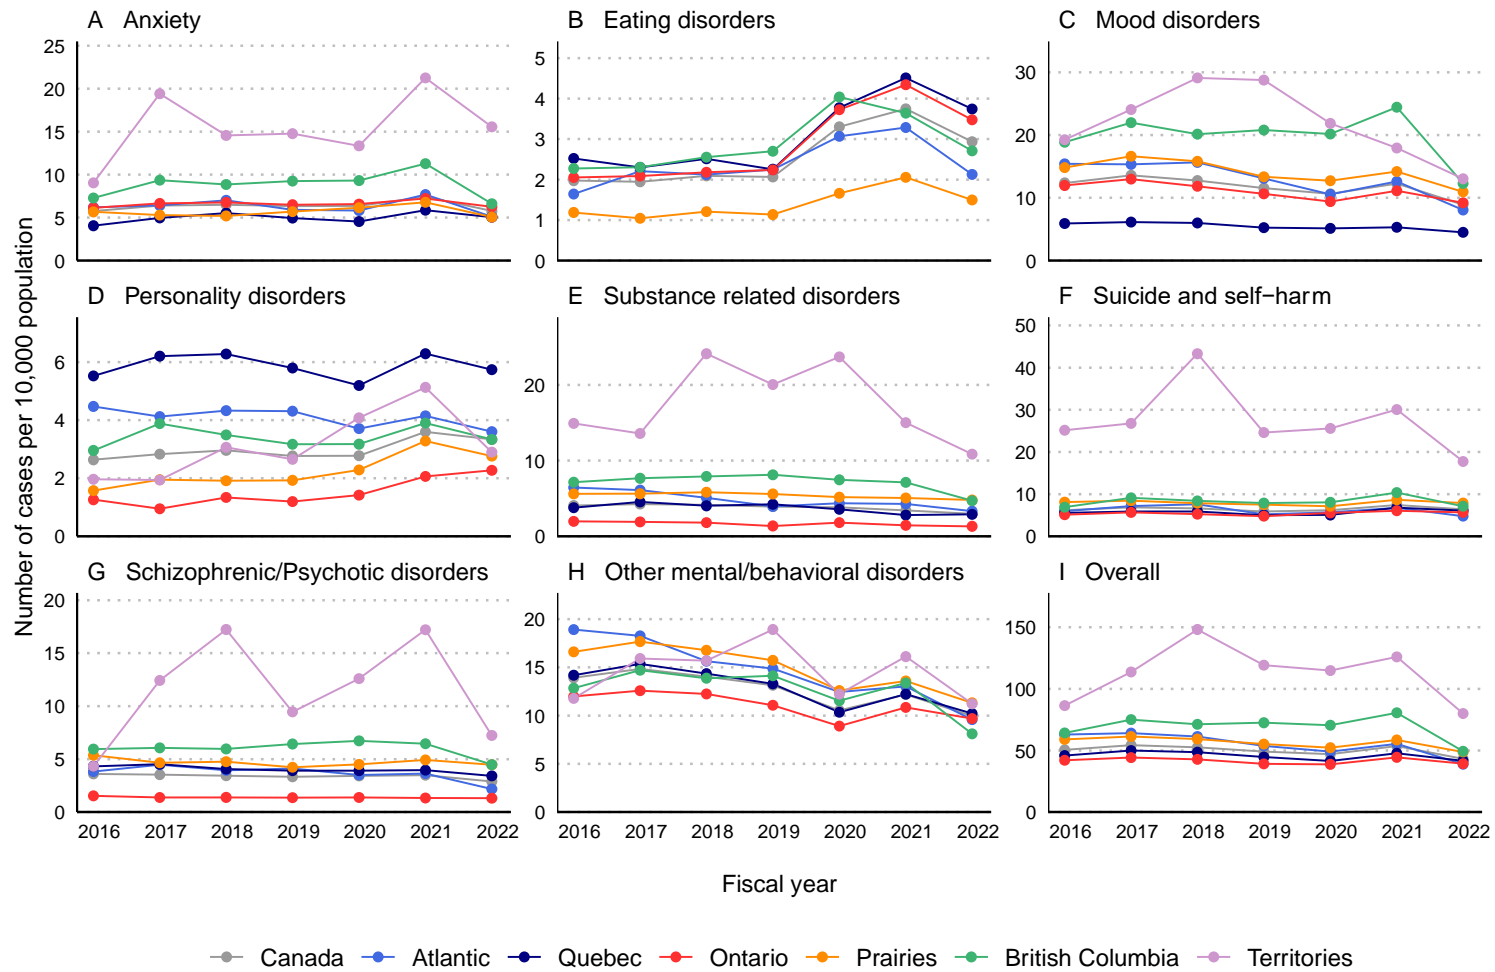 A Anxiety
B Eating disorders
C Mood disorders
25
20
15
10
5
0
5
4
3
2
1
0
30
20
10
0
D Personality disorders
E Substance related disorders
F Suicide and self−harm
6
4
2
0
20
10
0
50
40
30
20
10
0
G Schizophrenic/Psychotic disorders
H Other mental/behavioral disorders
I Overall
20
15
10
5
0
20
15
10
5
0
150
100
50
0
2016 2017 2018 2019 2020 2021 2022
2016 2017 2018 2019 2020 2021 2022
2016 2017 2018 2019 2020 2021 2022
Number of cases per 10,000 population
Fiscal year
Canada Atlantic Quebec Ontario Prairies British Columbia Territories